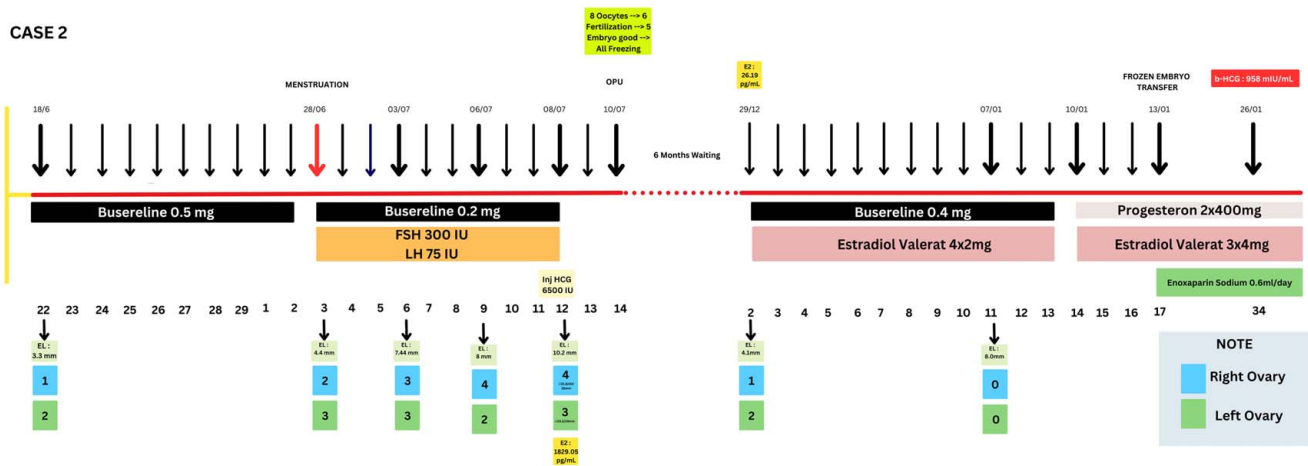 CASE 2
8 Oocytes --> 6
Fertilization --> 5
Embryo good -->
All Freezing
E2 :
26.19
pg/mL
MENSTRUATION
OPU
FROZEN EMBRYO
TRANSFER
b-HCG : 958 mIU/mL
18/6
28/06
03/07
06/07
08/07
10/07
29/12
07/01
10/01
13/01
26/01
6 Months Waiting
Busereline 0.5 mg
Busereline 0.2 mg
Busereline 0.4 mg
Progesteron 2x400mg
FSH 300 IU
LH 75 IU
Estradiol Valerat 4x2mg
Estradiol Valerat 3x4mg
Inj HCG
6500 IU
Enoxaparin Sodium 0.6ml/day
22 23 24 25 26 27 28 29 1 2 3 4 5 6 7 8 9 10 11 12 13 14
2 3 4 5 6 7 8 9 10 11 12 13 14 15 16 17 34
EL :
3.3 mm
EL :
4.4 mm
EL :
7.44 mm
EL :
8 mm
EL :
10.2 mm
EL :
4.1mm
EL :
8.0mm
1 2 3 4 4 1 0
2 3 3 2 3 2 0
E2 :
1829.05
pg/mL
NOTE
Right Ovary
Left Ovary